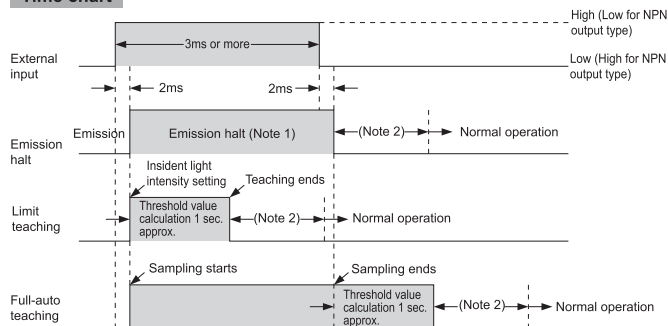 Time chart
High (Low for NPN
output type)
3ms or more
External
input
Low (High for NPN
output type)
2ms
2ms
Emission
Emission halt (Note 1)
(Note 2)
Normal operation
Emission
halt
Insident light
intensity setting
Teaching ends
Limit
teaching
Threshold value
calculation 1 sec.
approx.
(Note 2)
Normal operation
Sampling starts
Sampling ends
Full-auto
teaching
Threshold value
calculation 1 sec.
approx.
(Note 2)
Normal operation